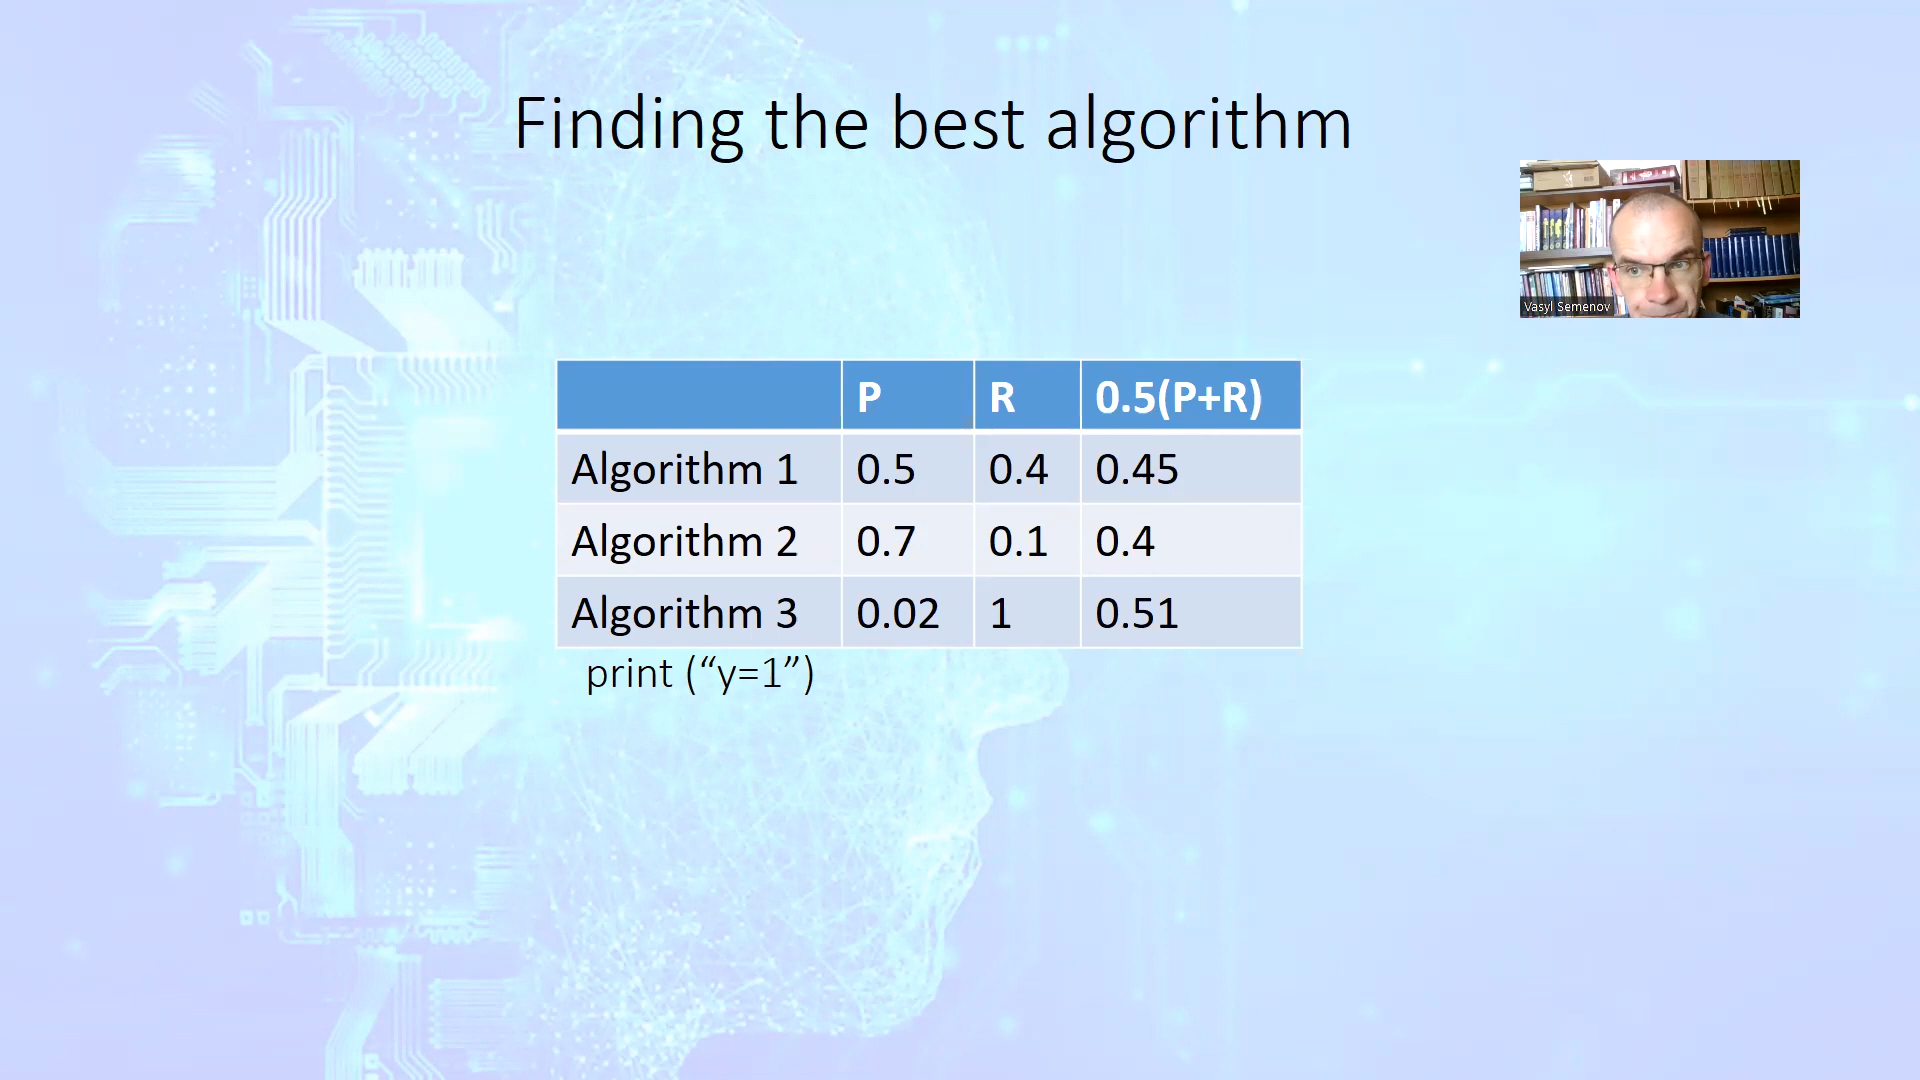 Finding the best algorithm
Vasyl Semenov
P R 0.5(P+R)
Algorithm 1 0.5 0.4 0.45
Algorithm 2 0.7 0.1 0.4
Algorithm 3 0.02 1 0.51
print (“y=1”)